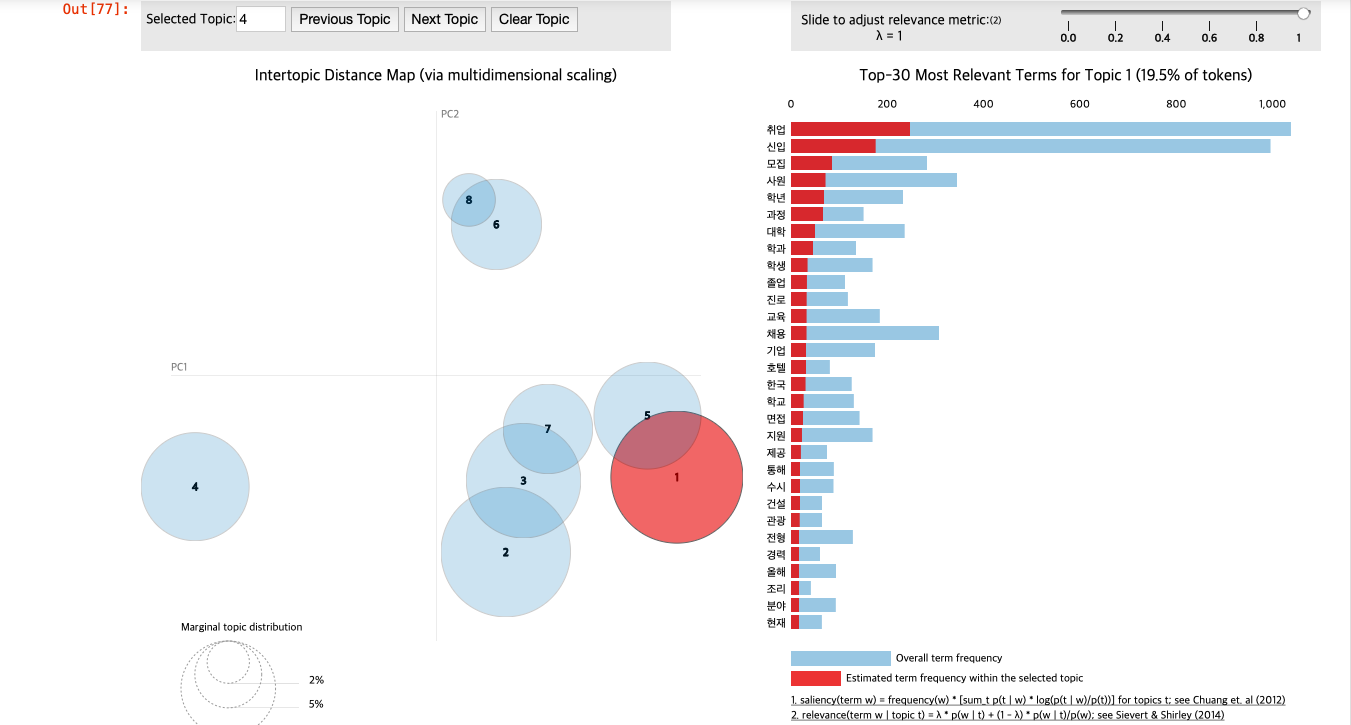 Out[77]:
Selected Topic: 4 Previous Topic Next Topic Clear Topic
Slide to adjust relevance metric:(2)
λ = 1
0.0 0.2 0.4 0.6 0.8 1
Intertopic Distance Map (via multidimensional scaling)
PC2
PC1
8
6
5
7
1
3
4
2
Marginal topic distribution
2%
5%
Top-30 Most Relevant Terms for Topic 1 (19.5% of tokens)
0 200 400 600 800 1,000
취업
신입
모집
사원
학년
과정
대학
학과
학생
졸업
진로
교육
채용
기업
호텔
한국
학교
면접
지원
제공
통해
수시
건설
관광
전형
경력
올해
조리
분야
현재
Overall term frequency
Estimated term frequency within the selected topic
1. saliency(term w) = frequency(w) * [sum_t p(t | w) * log(p(t | w)/p(t))] for topics t; see Chuang et. al (2012)
2. relevance(term w | topic t) = λ * p(w | t) + (1 - λ) * p(w | t)/p(w); see Sievert & Shirley (2014)